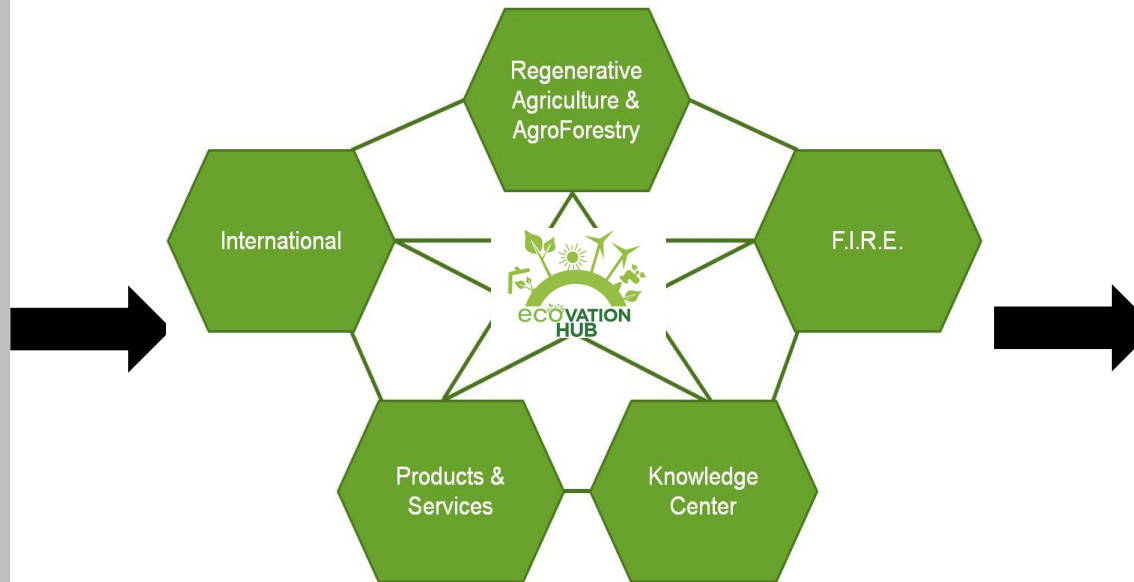 Regenerative
Agriculture &
AgroForestry
International
F.I.R.E.
ecoVATION
HUB
Products &
Services
Knowledge
Center